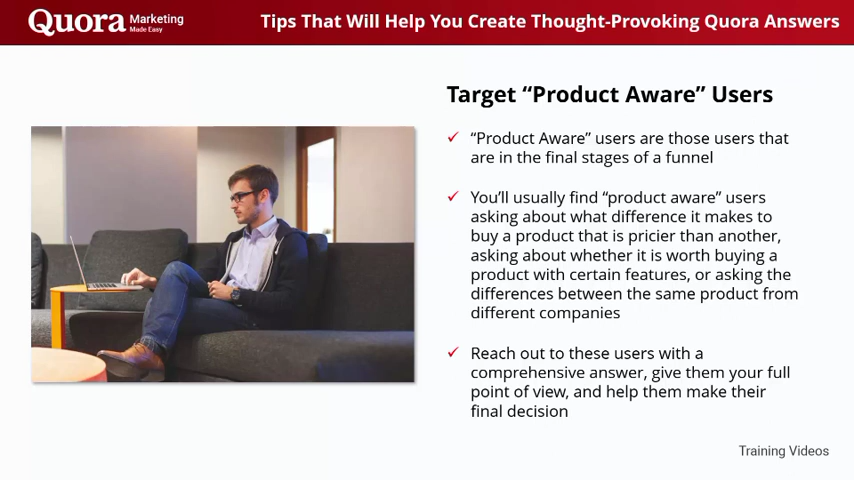 Quora Marketing
Made Easy
Tips That Will Help You Create Thought-Provoking Quora Answers
Target “Product Aware” Users
“Product Aware” users are those users that
are in the final stages of a funnel
You’ll usually find “product aware” users
asking about what difference it makes to
buy a product that is pricier than another,
asking about whether it is worth buying a
product with certain features, or asking the
differences between the same product from
different companies
Reach out to these users with a
comprehensive answer, give them your full
point of view, and help them make their
final decision
Training Videos